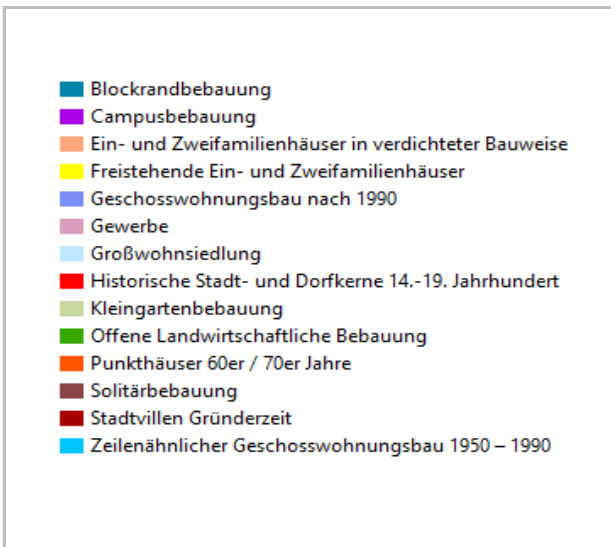 Blockrandbebauung
Campusbebauung
Ein- und Zweifamilienhäuser in verdichteter Bauweise
Freistehende Ein- und Zweifamilienhäuser
Geschosswohnungsbau nach 1990
Gewerbe
Großwohnsiedlung
Historische Stadt- und Dorfkerne 14.-19. Jahrhundert
Kleingartenbebauung
Offene Landwirtschaftliche Bebauung
Punkthäuser 60er / 70er Jahre
Solitärbebauung
Stadtvillen Gründerzeit
Zeilenähnlicher Geschosswohnungsbau 1950 – 1990